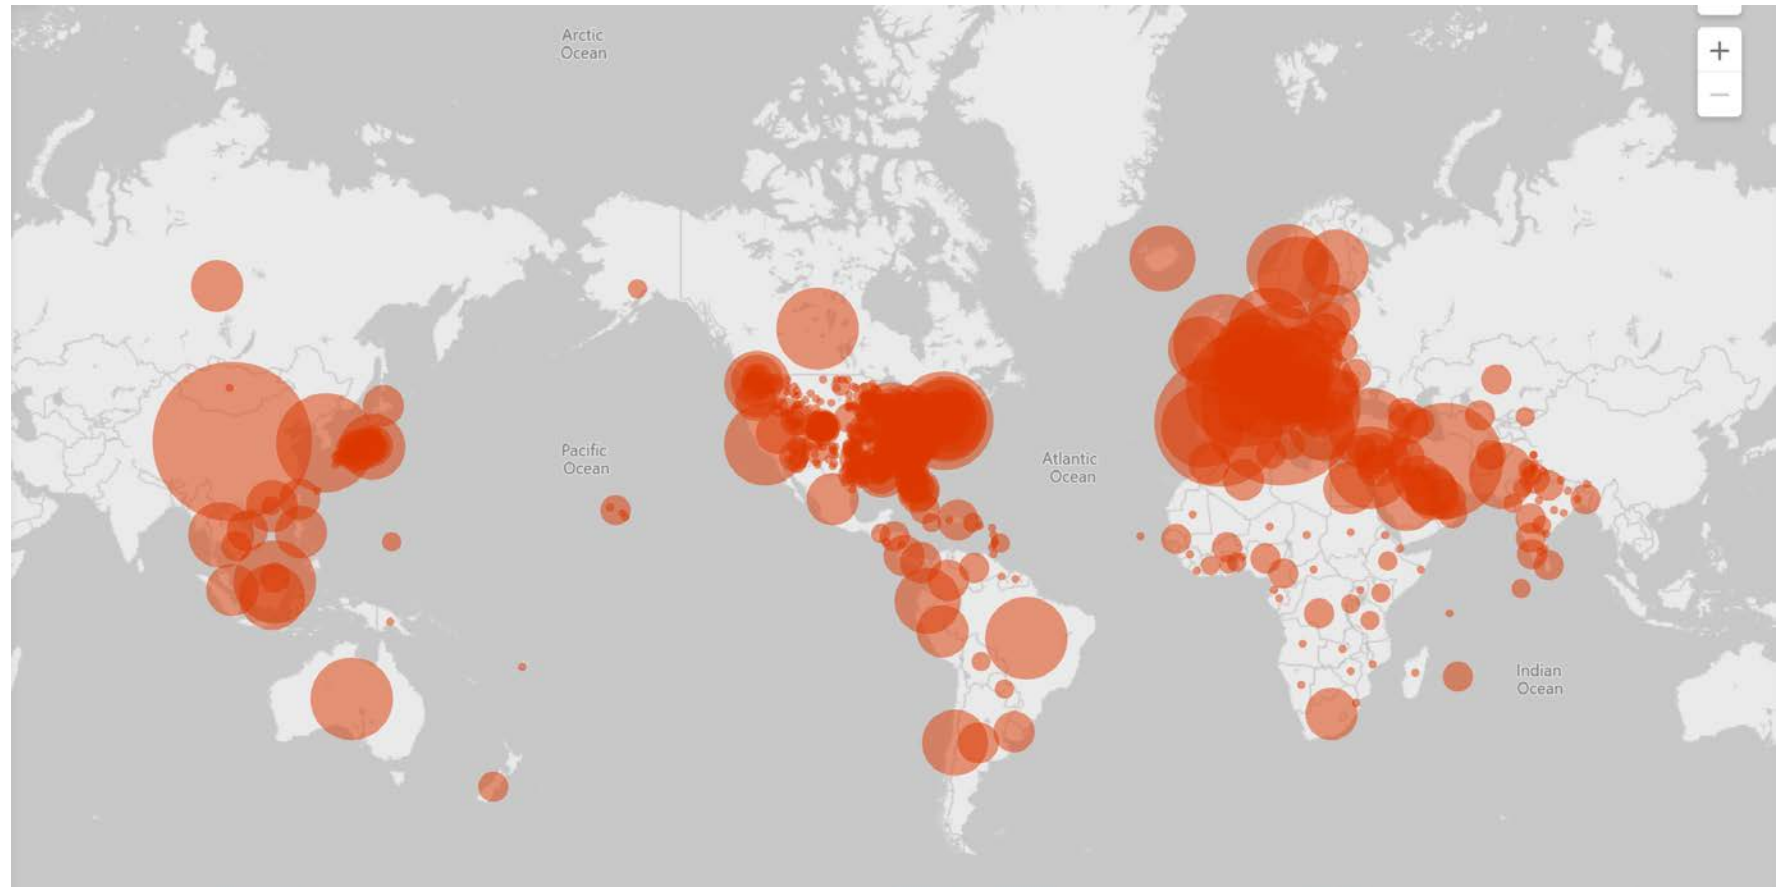 Arctic
Ocean
+
−
Pacific
Ocean
Atlantic
Ocean
Indian
Ocean